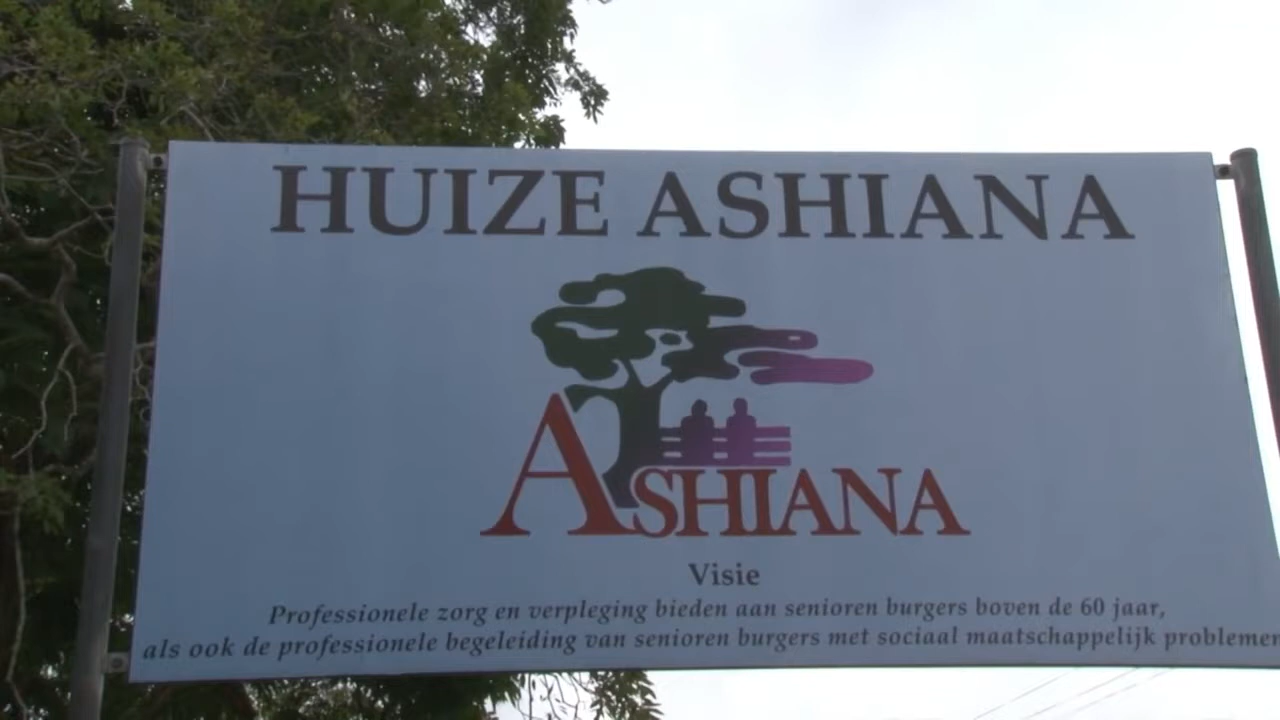 HUIZE ASHIANA
ASHIANA
Visie
Professionele zorg en verpleging bieden aan senioren burgers boven de 60 jaar,
als ook de professionele begeleiding van senioren burgers met sociaal maatschappelijk problemen